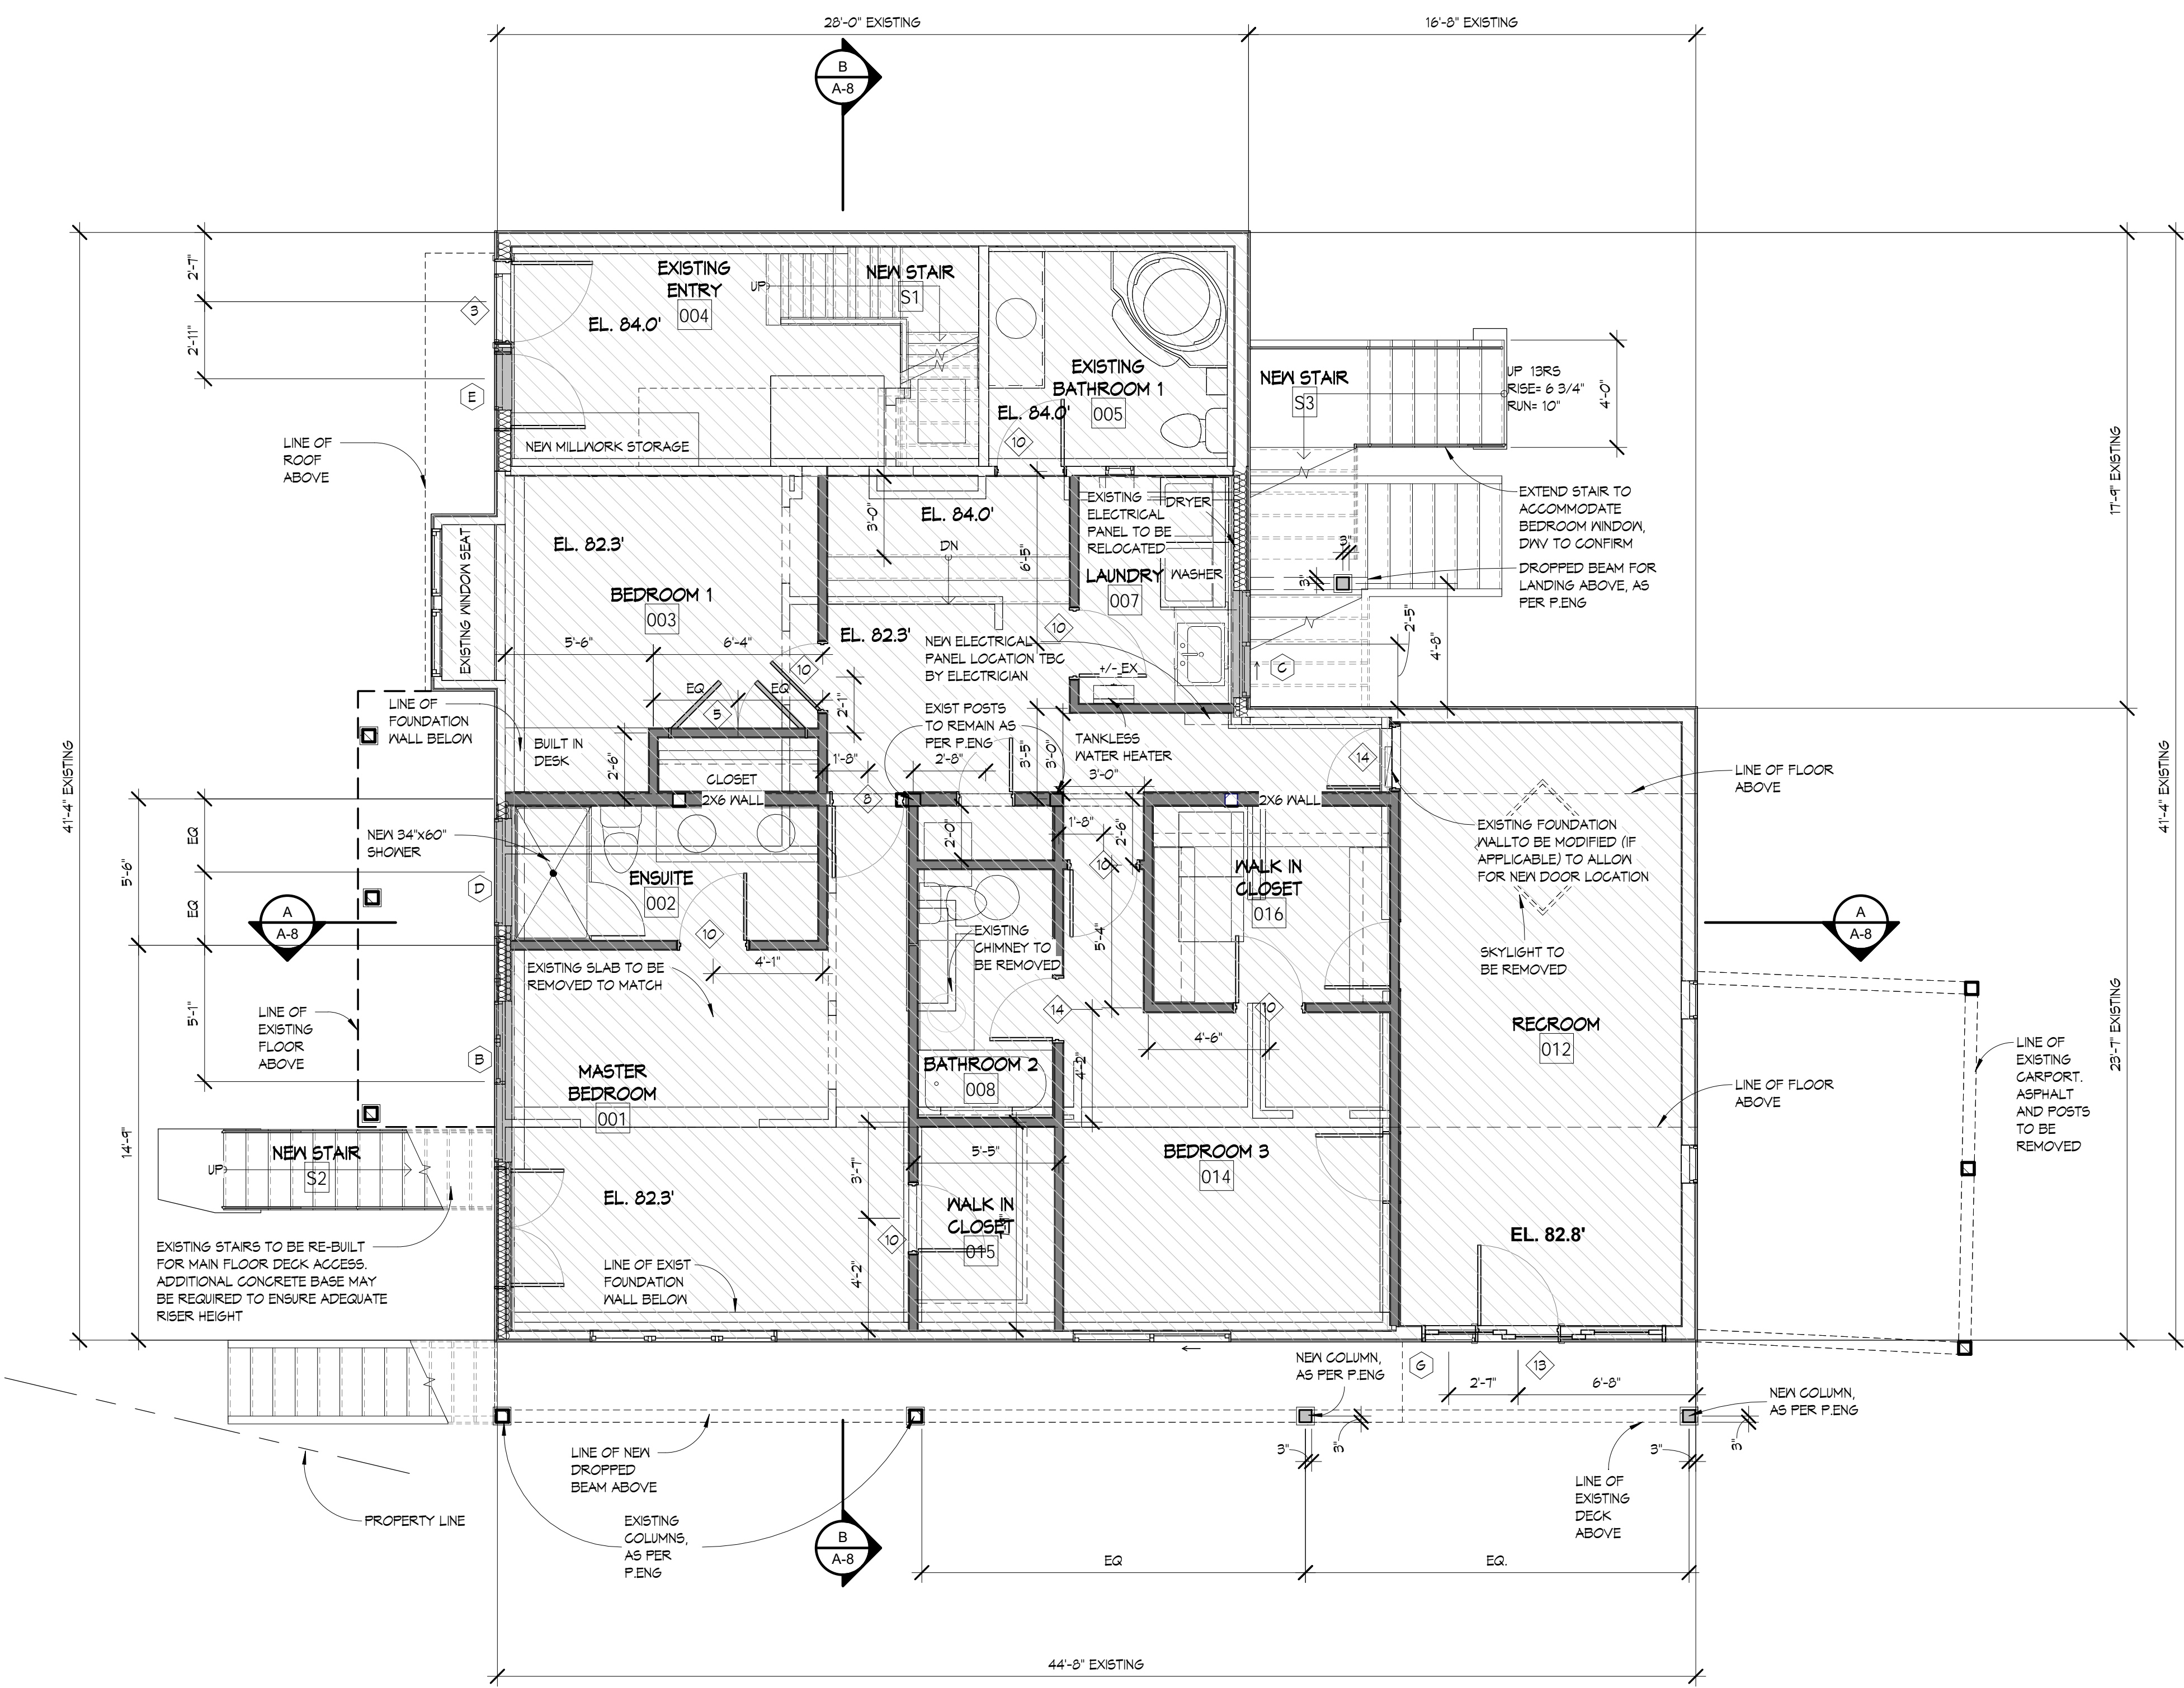 28'-0" EXISTING
16'-8" EXISTING
B
A-8
2'-7"
2'-11"
3
E
EXISTING
ENTRY
004
EL. 84.0'
UP
NEW STAIR
S1
NEW MILLWORK STORAGE
EXISTING
BATHROOM 1
005
EL. 84.0'
10
NEW STAIR
S3
UP 13RS
RISE= 6 3/4"
RUN= 10"
4'-0"
LINE OF
ROOF
ABOVE
41'-4" EXISTING
17'-9" EXISTING
41'-4" EXISTING
23'-7" EXISTING
EXTEND STAIR TO
ACCOMMODATE
BEDROOM WINDOW,
DWV TO CONFIRM
DROPPED BEAM FOR
LANDING ABOVE, AS
PER P.ENG
3"
3"
2'-5"
4'-8"
C
EXISTING WINDOW SEAT
EL. 82.3'
BEDROOM 1
003
5'-6"
6'-4"
EQ
EQ
5
10
2'-1"
3'-0"
EL. 84.0'
DN
6'-5"
EL. 82.3'
EXISTING
ELECTRICAL
PANEL TO BE
RELOCATED
DRYER
LAUNDRY
007
WASHER
10
+/- EX
NEW ELECTRICAL
PANEL LOCATION TBC
BY ELECTRICIAN
EXIST POSTS
TO REMAIN AS
PER P.ENG
TANKLESS
WATER HEATER
LINE OF
FOUNDATION
WALL BELOW
BUILT IN
DESK
2'-6"
CLOSET
2X6 WALL
1'-8"
8
2'-8"
3'-5"
3'-0"
3'-0"
14
2X6 WALL
LINE OF FLOOR
ABOVE
EXISTING FOUNDATION
WALLTO BE MODIFIED (IF
APPLICABLE) TO ALLOW
FOR NEW DOOR LOCATION
SKYLIGHT TO
BE REMOVED
EQ
EQ
5'-6"
NEW 34"x60"
SHOWER
D
ENSUITE
002
10
4'-1"
2'-0"
1'-8"
2'-6"
10
WALK IN
CLOSET
016
A
A-8
A
A-8
EXISTING SLAB TO BE
REMOVED TO MATCH
EXISTING
CHIMNEY TO
BE REMOVED
5'-4"
14
10
4'-6"
4'-2"
5'-1"
LINE OF
EXISTING
FLOOR
ABOVE
B
MASTER
BEDROOM
001
BATHROOM 2
008
RECROOM
012
LINE OF FLOOR
ABOVE
LINE OF
EXISTING
CARPORT.
ASPHALT
AND POSTS
TO BE
REMOVED
14'-9"
NEW STAIR
S2
UP
EL. 82.3'
3'-7"
5'-5"
10
4'-2"
WALK IN
CLOSET
015
BEDROOM 3
014
EL. 82.8'
EXISTING STAIRS TO BE RE-BUILT
FOR MAIN FLOOR DECK ACCESS.
ADDITIONAL CONCRETE BASE MAY
BE REQUIRED TO ENSURE ADEQUATE
RISER HEIGHT
LINE OF EXIST
FOUNDATION
WALL BELOW
NEW COLUMN,
AS PER P.ENG
G
13
2'-7"
6'-8"
NEW COLUMN,
AS PER P.ENG
3"
3"
3"
3"
LINE OF NEW
DROPPED
BEAM ABOVE
LINE OF
EXISTING
DECK
ABOVE
PROPERTY LINE
EXISTING
COLUMNS,
AS PER
P.ENG
B
A-8
EQ
EQ.
44'-8" EXISTING